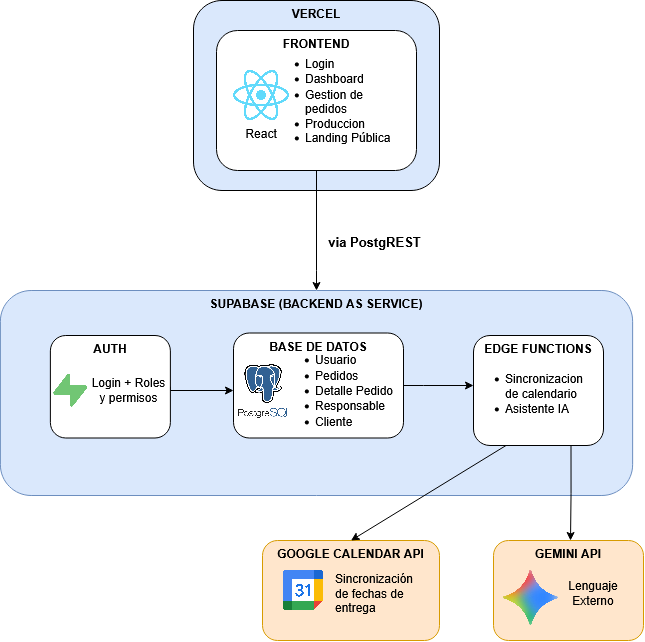 VERCEL
FRONTEND
Login
Dashboard
Gestion de
pedidos
Produccion
Landing Pública
React
via PostgREST
SUPABASE (BACKEND AS SERVICE)
AUTH
Login + Roles
y permisos
BASE DE DATOS
Usuario
Pedidos
Detalle Pedido
Responsable
Cliente
PostgreSQL
EDGE FUNCTIONS
Sincronizacion
de calendario
Asistente IA
GOOGLE CALENDAR API
31
Sincronización
de fechas de
entrega
GEMINI API
Lenguaje
Externo